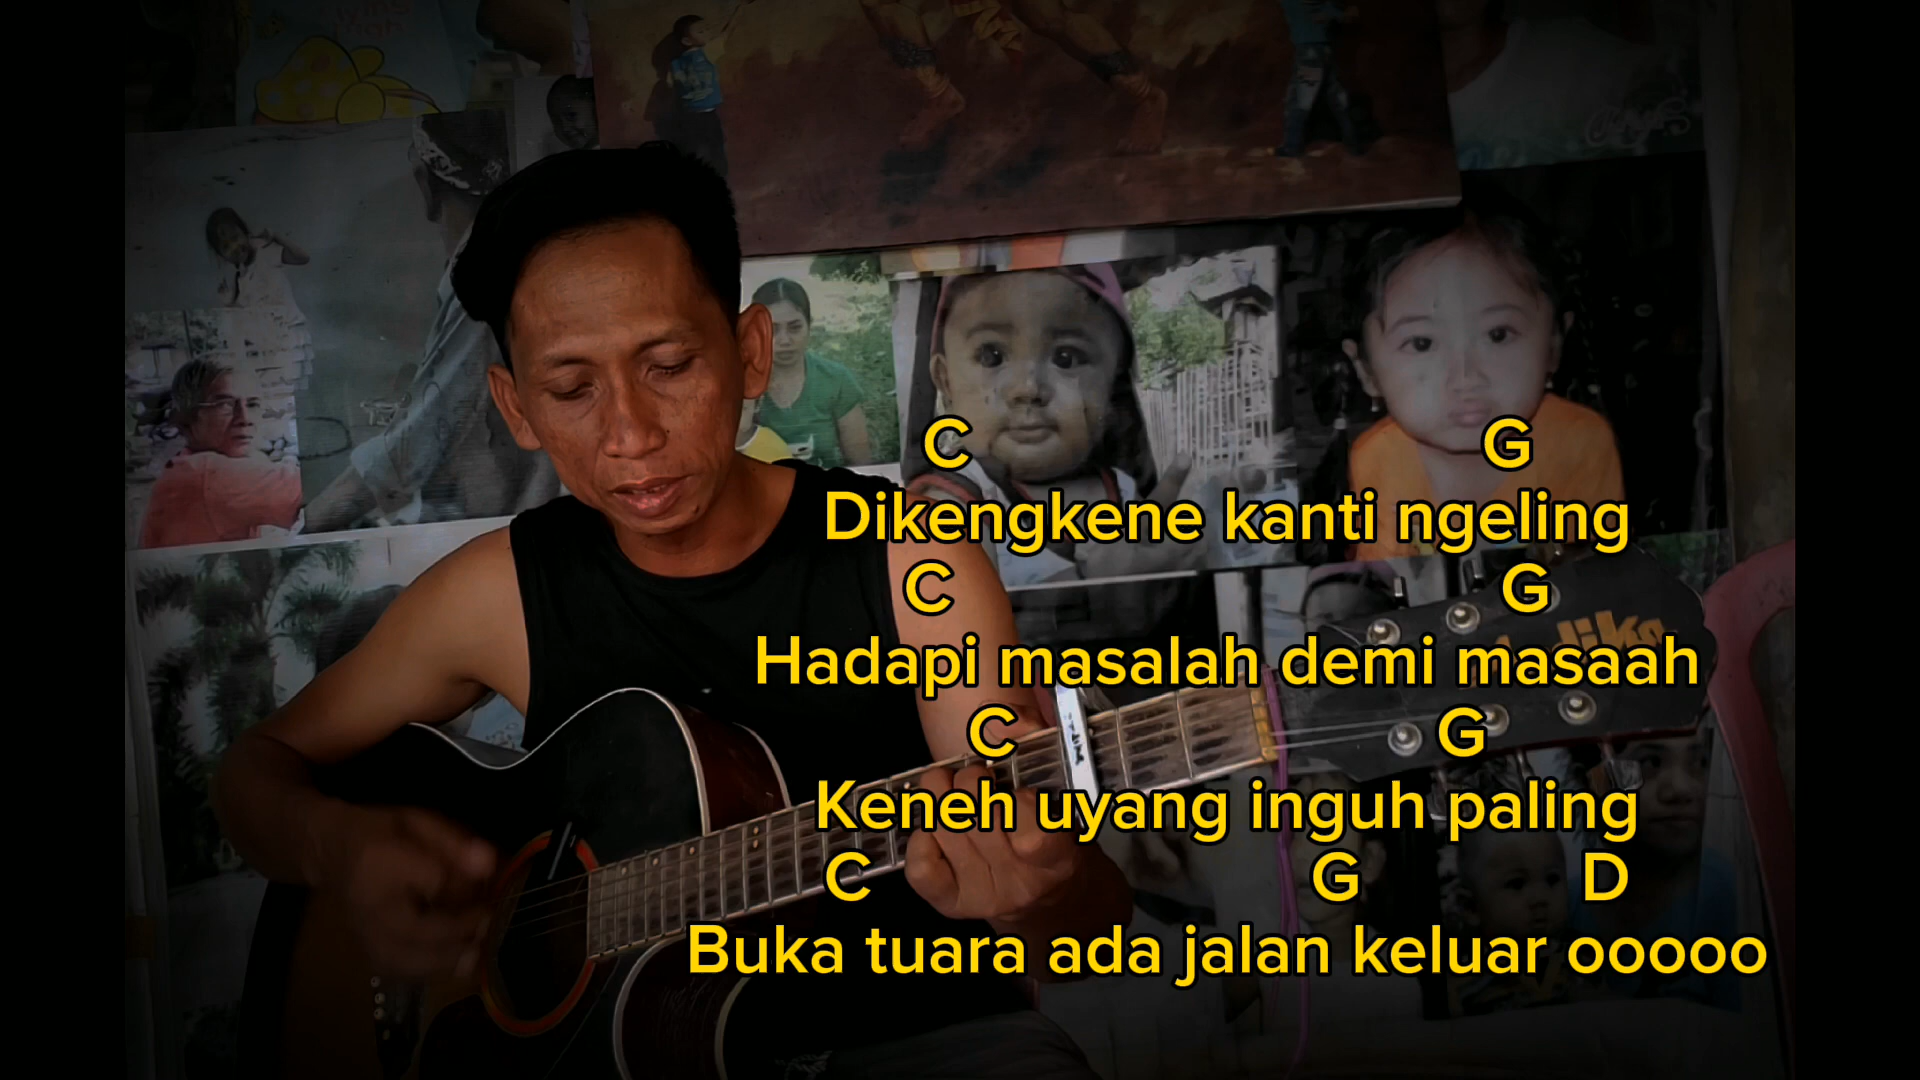 C G
Dikengkene kanti ngeling
C G
Hadapi masalah demi masaah
C G
Keneh uyang inguh paling
C G D
Buka tuara ada jalan keluar ooooo